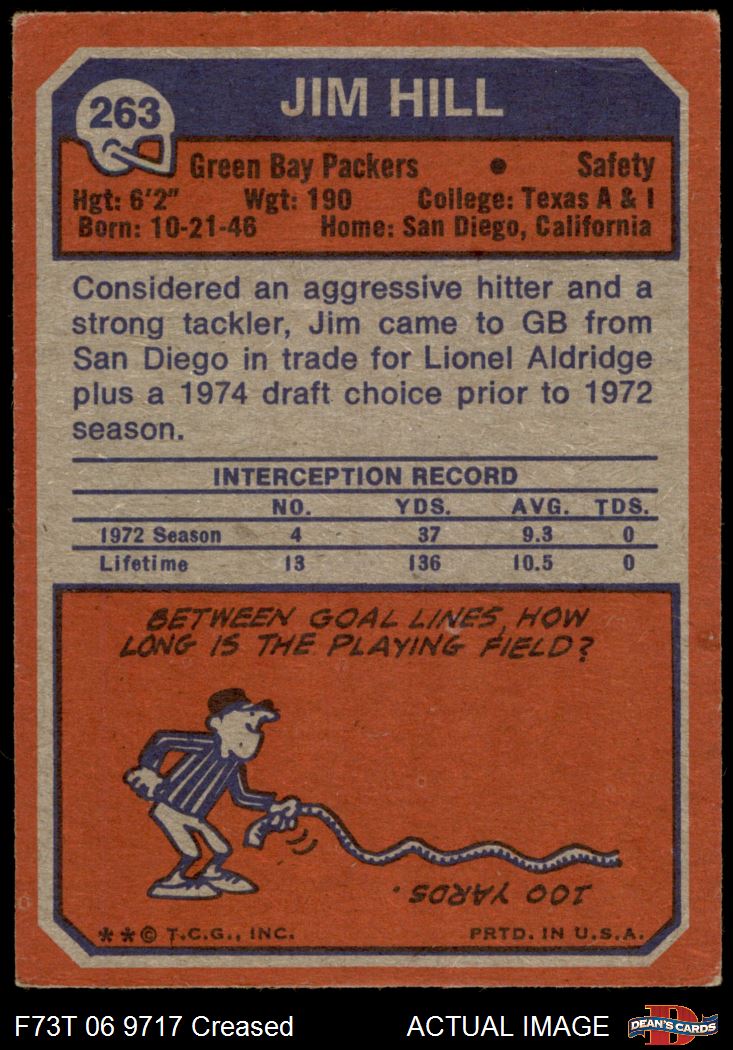 263
JIM HILL
Green Bay Packers • Safety
Hgt: 6'2" Wgt: 190 College: Texas A & I
Born: 10-21-46 Home: San Diego, California
Considered an aggressive hitter and a
strong tackler, Jim came to GB from
San Diego in trade for Lionel Aldridge
plus a 1974 draft choice prior to 1972
season.
INTERCEPTION RECORD
NO. YDS. AVG. TDS.
1972 Season 4 37 9.3 0
Lifetime 13 136 10.5 0
BETWEEN GOAL LINES, HOW
LONG IS THE PLAYING FIELD?
100 YARDS.
**© T.C.G., INC. PRTD. IN U.S.A.
F73T 06 9717 Creased ACTUAL IMAGE
D
DEAN'S CARDS